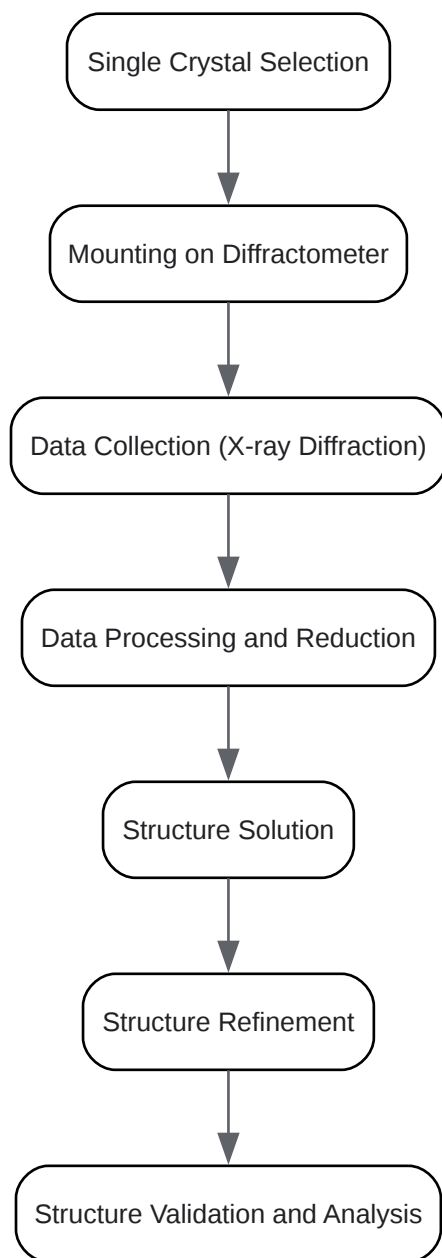 Single Crystal Selection
Mounting on Diffractometer
Data Collection (X-ray Diffraction)
Data Processing and Reduction
Structure Solution
Structure Refinement
Structure Validation and Analysis